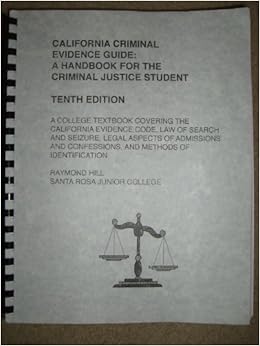 CALIFORNIA CRIMINAL
EVIDENCE GUIDE:
A HANDBOOK FOR THE
CRIMINAL JUSTICE STUDENT
TENTH EDITION
A COLLEGE TEXTBOOK COVERING THE
CALIFORNIA EVIDENCE CODE, LAW OF SEARCH
AND SEIZURE, LEGAL ASPECTS OF ADMISSIONS
AND CONFESSIONS, AND METHODS OF
IDENTIFICATION
RAYMOND HILL
SANTA ROSA JUNIOR COLLEGE